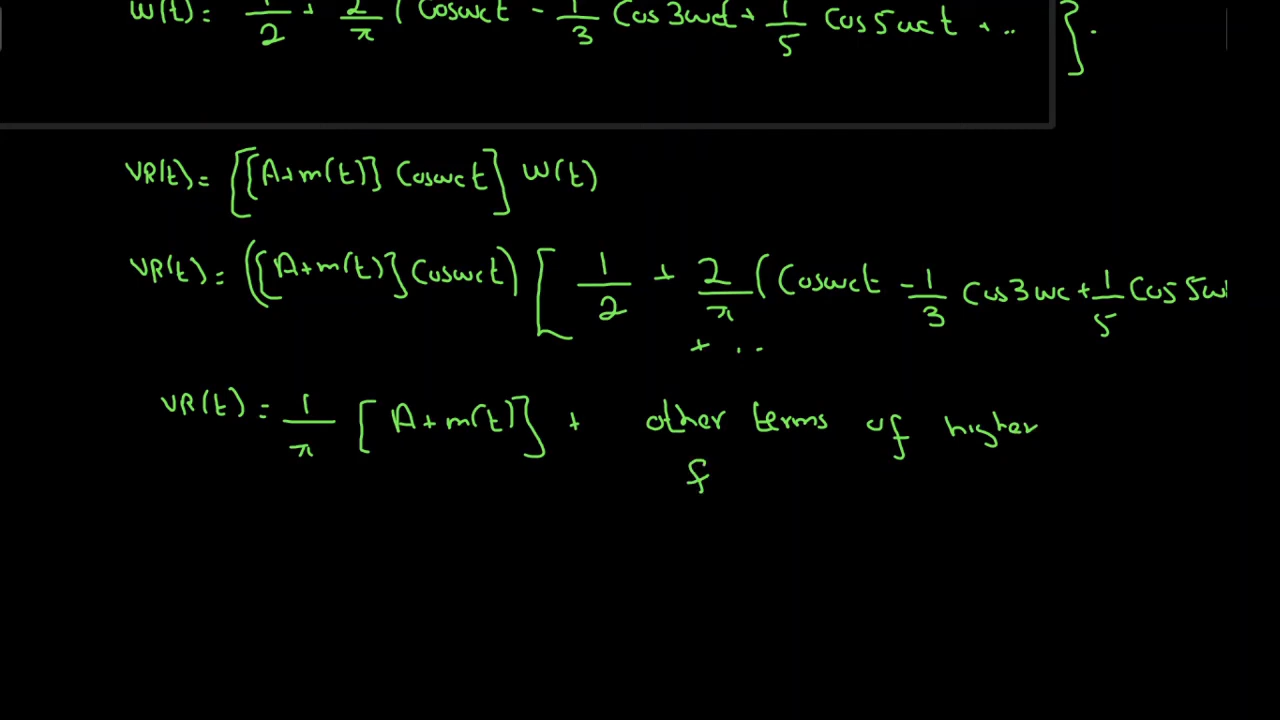 W(t) = 1/2 + 2/π ( Cosωct - 1/3 Cos3ωct + 1/5 Cos5ωct + .. }.
VR(t) = [[A+m(t)] Cosωct] W(t)
VR(t) = ([A+m(t)] Cosωct) [ 1/2 + 2/π ( Cosωct - 1/3 Cos3ωc + 1/5 Cos5ω
+ ..
VR(t) = 1/π [A+m(t)] + other terms of higher
f